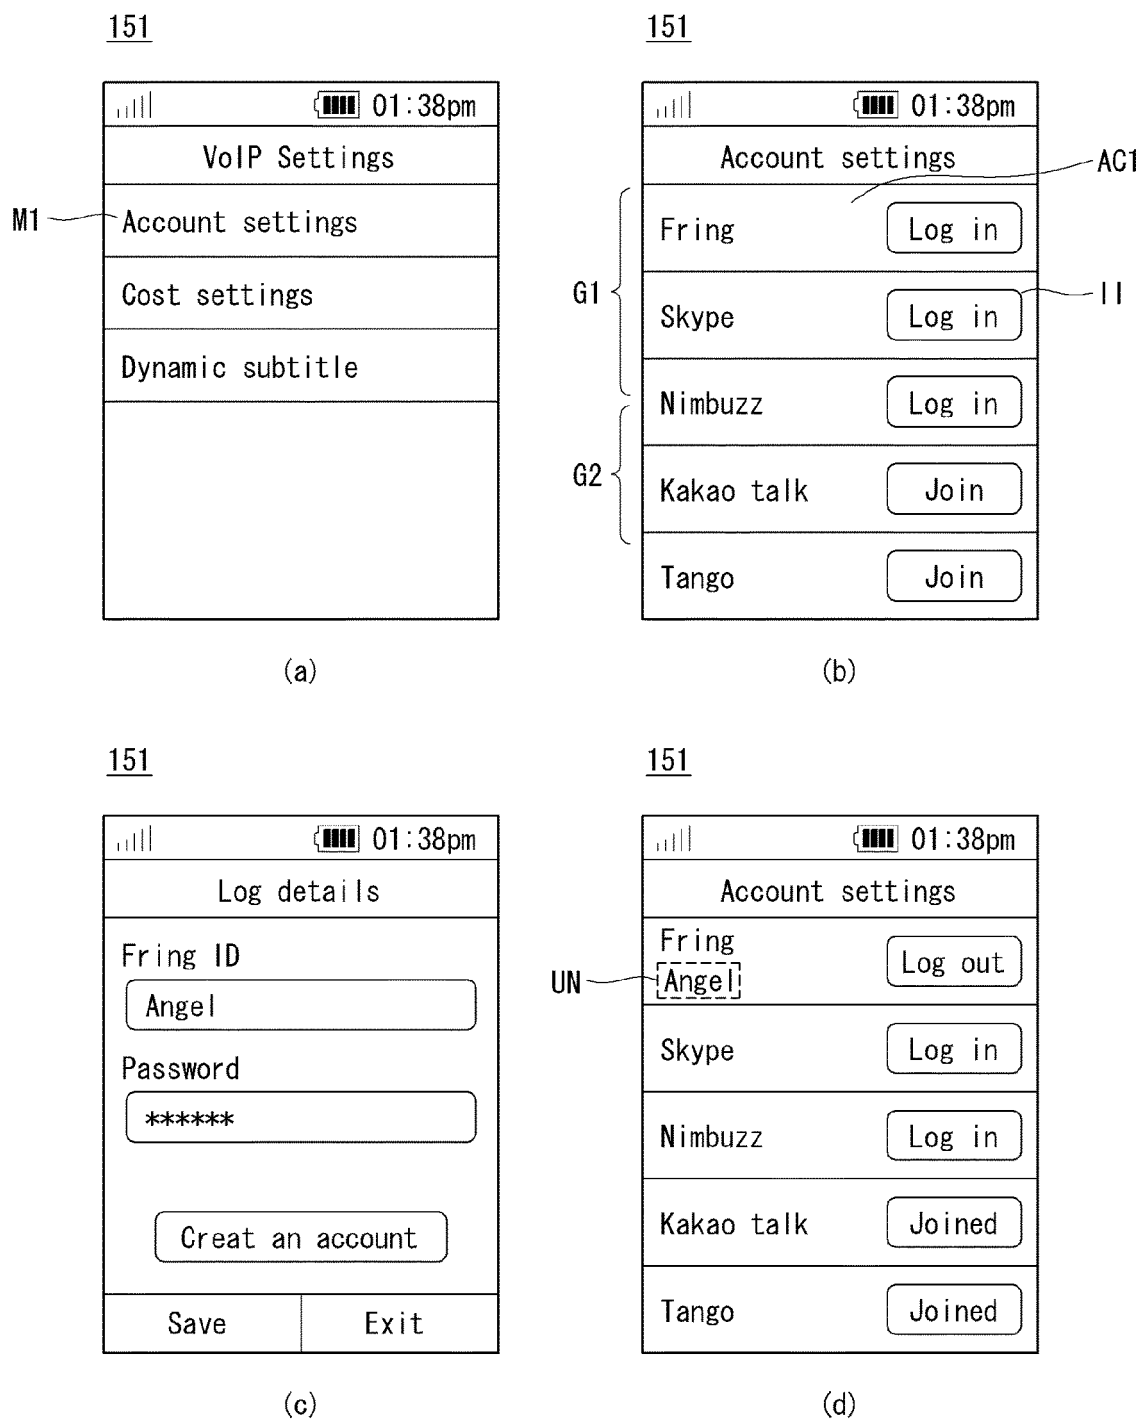 151
01:38pm
VoIP Settings
M1
Account settings
Cost settings
Dynamic subtitle
(a)
151
01:38pm
Account settings
AC1
G1
Fring
Log in
II
Skype
Log in
Nimbuzz
Log in
G2
Kakao talk
Join
Tango
Join
(b)
151
01:38pm
Log details
Fring ID
Angel
Password
******
Creat an account
Save
Exit
(c)
151
01:38pm
Account settings
Fring
Log out
UN
Angel
Skype
Log in
Nimbuzz
Log in
Kakao talk
Joined
Tango
Joined
(d)